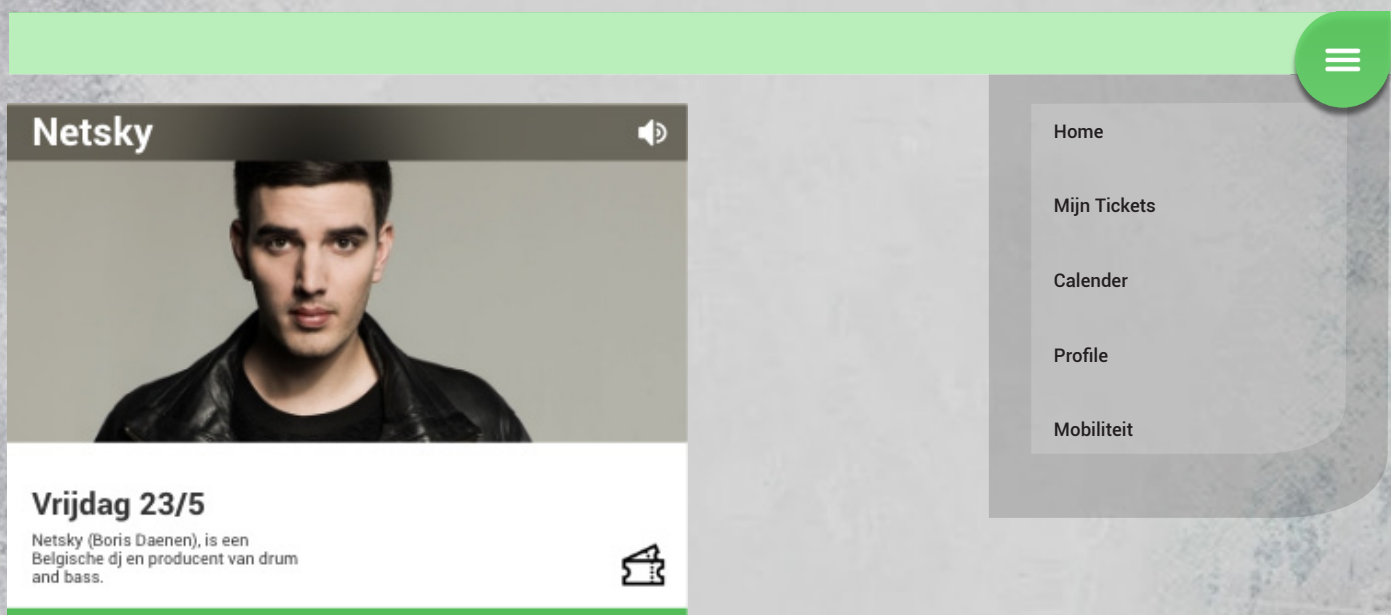 Netsky
Vrijdag 23/5
Netsky (Boris Daenen), is een
Belgische dj en producent van drum
and bass.
Home
Mijn Tickets
Calender
Profile
Mobiliteit